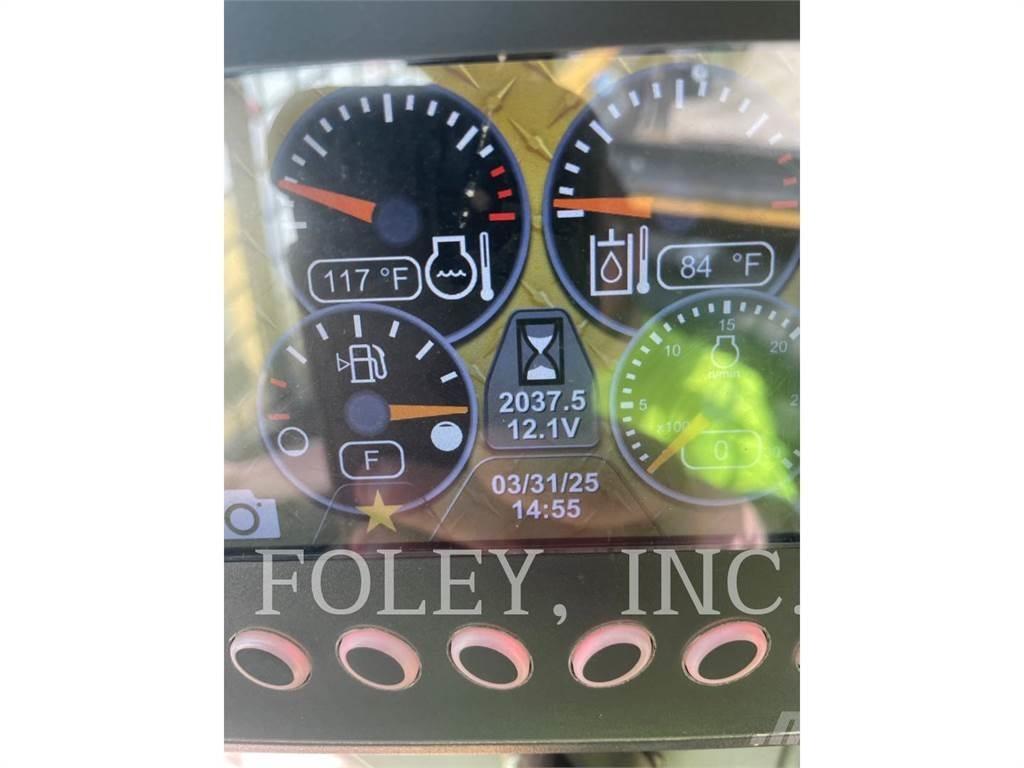 117 °F
84 °F
5
10
15
20
r/min
x100
0
F
2037.5
12.1V
03/31/25
14:55
FOLEY, INC.